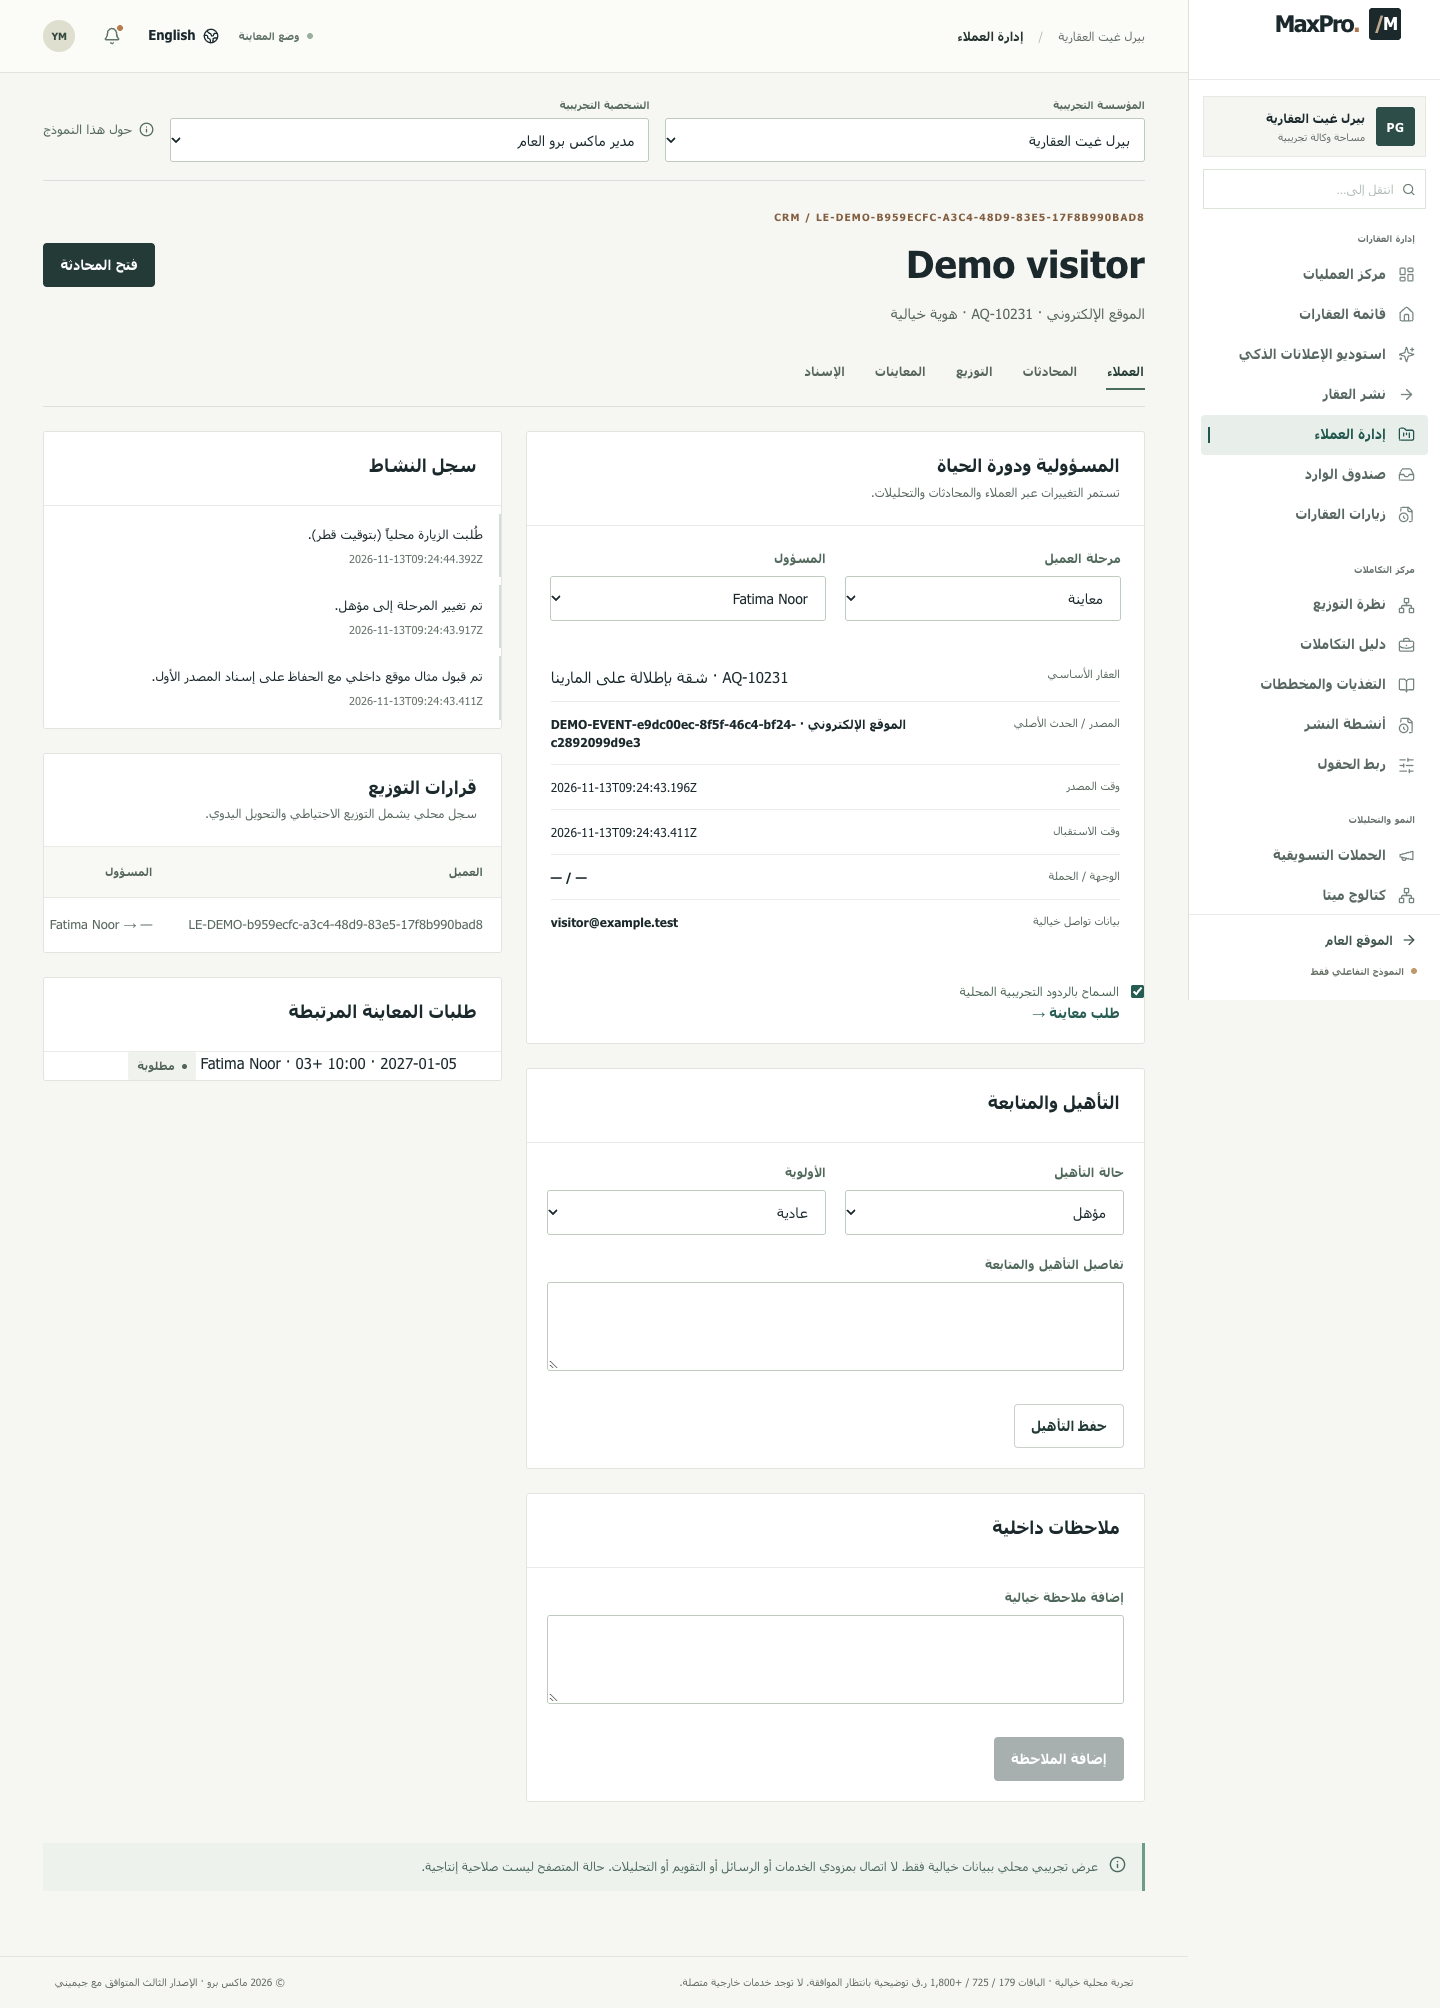 MaxPro. /M
PG
بيرل غيت العقارية
مساحة وكالة تجريبية
انتقل إلى...
إدارة العقارات
مركز العمليات
قائمة العقارات
استوديو الإعلانات الذكي
نشر العقار
إدارة العملاء
صندوق الوارد
زيارات العقارات
مركز التكاملات
نظرة التوزيع
دليل التكاملات
التغذيات والمخططات
أنشطة النشر
ربط الحقول
النمو والتحليلات
الحملات التسويقية
كتالوج ميتا
الموقع العام
النموذج التفاعلي فقط
بيرل غيت العقارية / إدارة العملاء
وضع المعاينة
English
YM
المؤسسة التجريبية
بيرل غيت العقارية
الشخصية التجريبية
مدير ماكس برو العام
حول هذا النموذج
CRM / LE-DEMO-B959ECFC-A3C4-48D9-83E5-17F8B990BAD8
Demo visitor
الموقع الإلكتروني · AQ-10231 · هوية خيالية
فتح المحادثة
العملاء
المحادثات
التوزيع
المعاينات
الإسناد
المسؤولية ودورة الحياة
تستمر التغييرات عبر العملاء والمحادثات والتحليلات.
مرحلة العميل
معاينة
المسؤول
Fatima Noor
العقار الأساسي
AQ-10231 · شقة بإطلالة على المارينا
المصدر / الحدث الأصلي
الموقع الإلكتروني · DEMO-EVENT-e9dc00ec-8f5f-46c4-bf24-
c2892099d9e3
وقت المصدر
2026-11-13T09:24:43.196Z
وقت الاستقبال
2026-11-13T09:24:43.411Z
الوجهة / الحملة
— / —
بيانات تواصل خيالية
visitor@example.test
السماح بالردود التجريبية المحلية
طلب معاينة →
التأهيل والمتابعة
حالة التأهيل
مؤهل
الأولوية
عادية
تفاصيل التأهيل والمتابعة
حفظ التأهيل
ملاحظات داخلية
إضافة ملاحظة خيالية
إضافة الملاحظة
سجل النشاط
طُلبت الزيارة محلياً (بتوقيت قطر).
2026-11-13T09:24:44.392Z
تم تغيير المرحلة إلى مؤهل.
2026-11-13T09:24:43.917Z
تم قبول مثال موقع داخلي مع الحفاظ على إسناد المصدر الأول.
2026-11-13T09:24:43.411Z
قرارات التوزيع
سجل محلي يشمل التوزيع الاحتياطي والتحويل اليدوي.
العميل
المسؤول
LE-DEMO-b959ecfc-a3c4-48d9-83e5-17f8b990bad8
— → Fatima Noor
طلبات المعاينة المرتبطة
2027-01-05 · 10:00 +03 · Fatima Noor
مطلوبة
عرض تجريبي محلي ببيانات خيالية فقط. لا اتصال بمزودي الخدمات أو الرسائل أو التقويم أو التحليلات. حالة المتصفح ليست صلاحية إنتاجية.
تجربة محلية خيالية · الباقات 179 / 725 / +1,800 ر.ق توضيحية بانتظار الموافقة. لا توجد خدمات خارجية متصلة.
© 2026 ماكس برو · الإصدار الثالث المتوافق مع جيميني